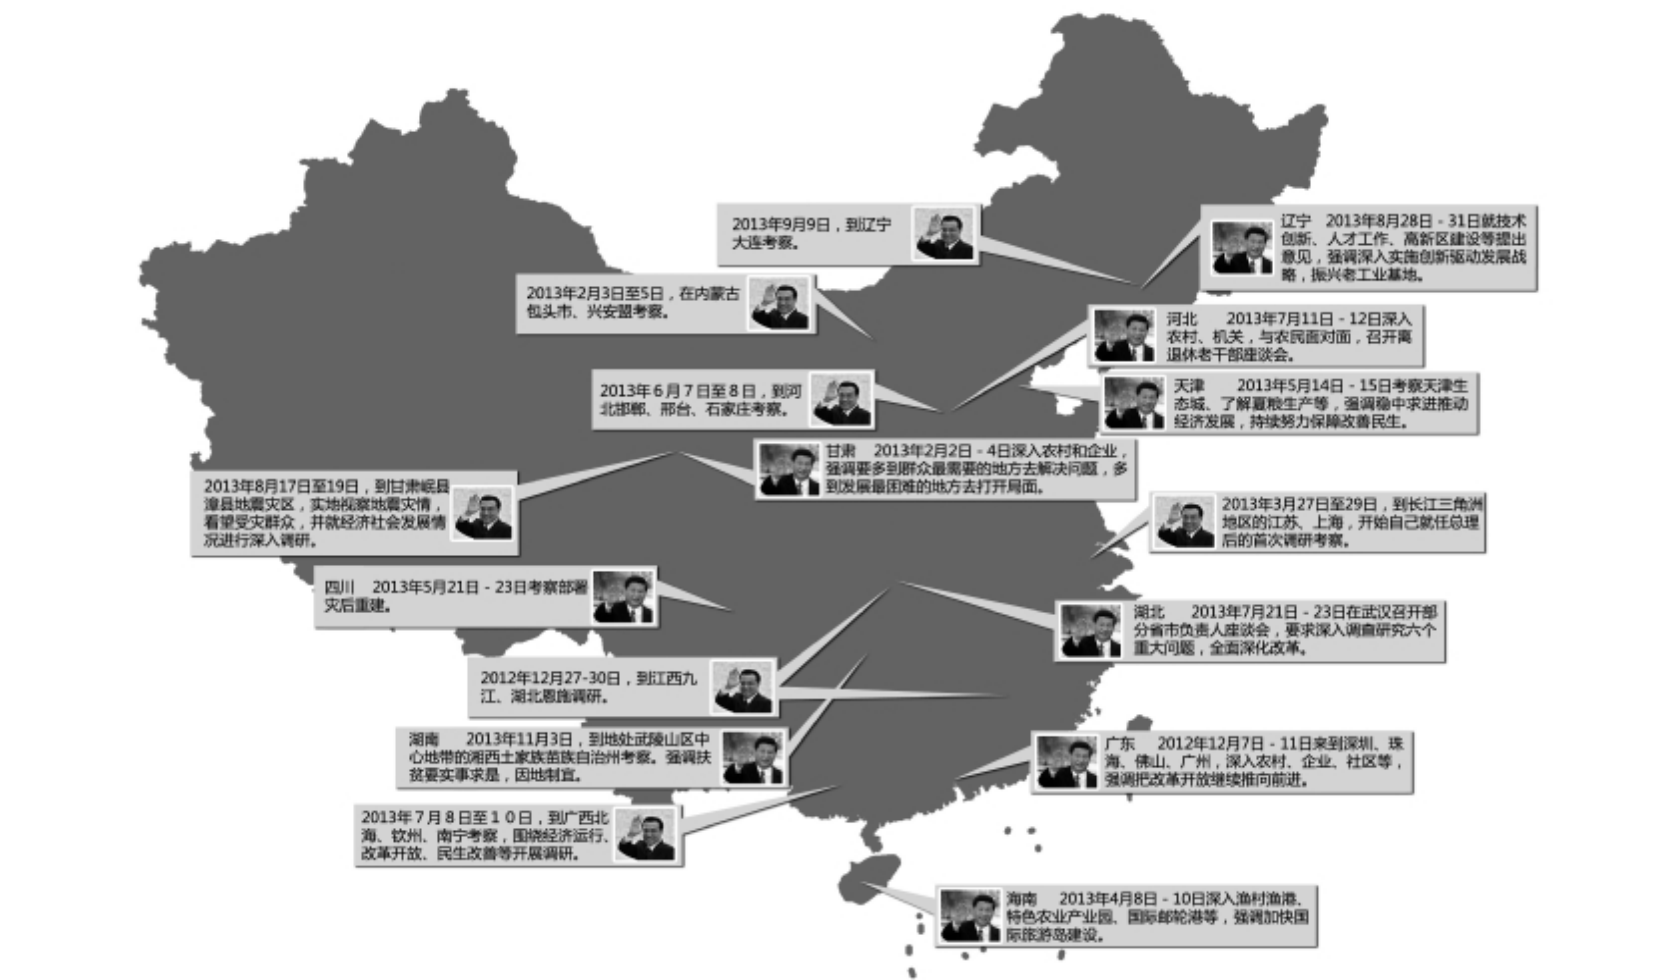 2013年9月9日，到辽宁
大连考察。
辽宁　2013年8月28日－31日就技术
创新、人才工作、高新区建设等提出
意见，强调深入实施创新驱动发展战
略，振兴老工业基地。
2013年2月3日至5日，在内蒙古
包头市、兴安盟考察。
河北　　2013年7月11日－12日深入
农村、机关，与农民面对面，召开离
退休老干部座谈会。
2013年６月７日至８日，到河
北邯郸、邢台、石家庄考察。
天津　　2013年5月14日－15日考察天津生
态城、了解夏粮生产等，强调稳中求进推动
经济发展，持续努力保障改善民生。
甘肃　2013年2月2日－4日深入农村和企业，
强调要多到群众最需要的地方去解决问题，多
到发展最困难的地方去打开局面。
2013年8月17日至19日，到甘肃岷县
漳县地震灾区，实地视察地震灾情，
看望受灾群众，并就经济社会发展情
况进行深入调研。
2013年3月27日至29日，到长江三角洲
地区的江苏、上海，开始自己就任总理
后的首次调研考察。
四川　2013年5月21日－23日考察部署
灾后重建。
湖北　　2013年7月21日－23日在武汉召开部
分省市负责人座谈会，要求深入调查研究六个
重大问题，全面深化改革。
2012年12月27-30日，到江西九
江、湖北恩施调研。
湖南　　2013年11月3日，到地处武陵山区中
心地带的湘西土家族苗族自治州考察。强调扶
贫要实事求是，因地制宜。
广东　　2012年12月7日－11日来到深圳、珠
海、佛山、广州，深入农村、企业、社区等，
强调把改革开放继续推向前进。
2013年７月８日至１０日，到广西北
海、钦州、南宁考察，围绕经济运行、
改革开放、民生改善等开展调研。
海南　　2013年4月8日－10日深入渔村渔港、
特色农业产业园、国际邮轮港等，强调加快国
际旅游岛建设。